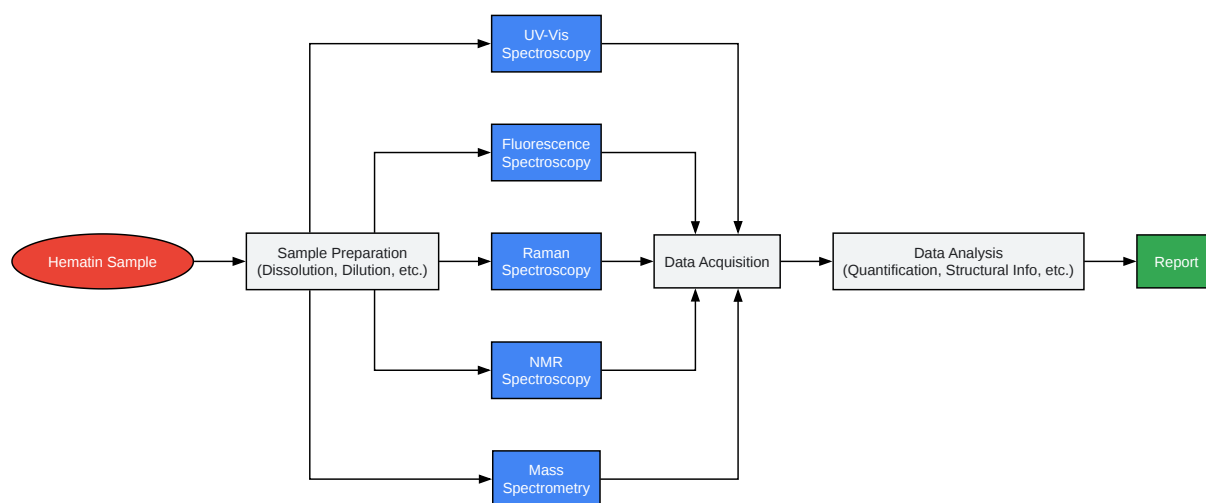 Hematin Sample
Sample Preparation
(Dissolution, Dilution, etc.)
UV-Vis
Spectroscopy
Fluorescence
Spectroscopy
Raman
Spectroscopy
NMR
Spectroscopy
Mass
Spectrometry
Data Acquisition
Data Analysis
(Quantification, Structural Info, etc.)
Report